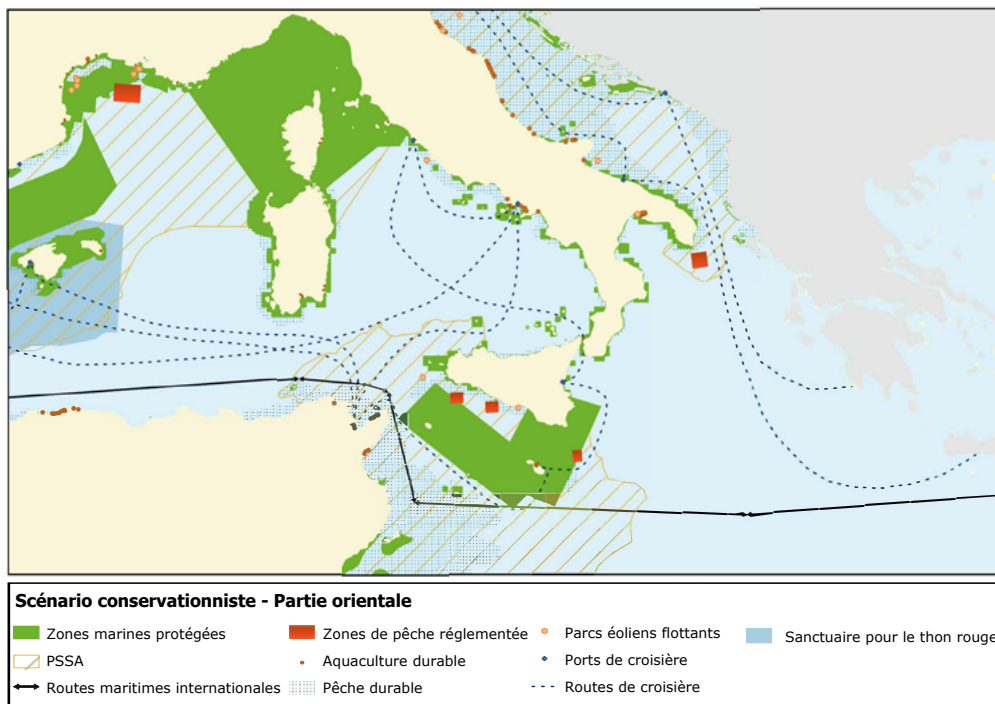 Scénario conservationniste - Partie orientale
Zones marines protégées
Zones de pêche réglementée
Parcs éoliens flottants
Sanctuaire pour le thon rouge
PSSA
Aquaculture durable
Ports de croisière
Routes maritimes internationales
Pêche durable
Routes de croisière